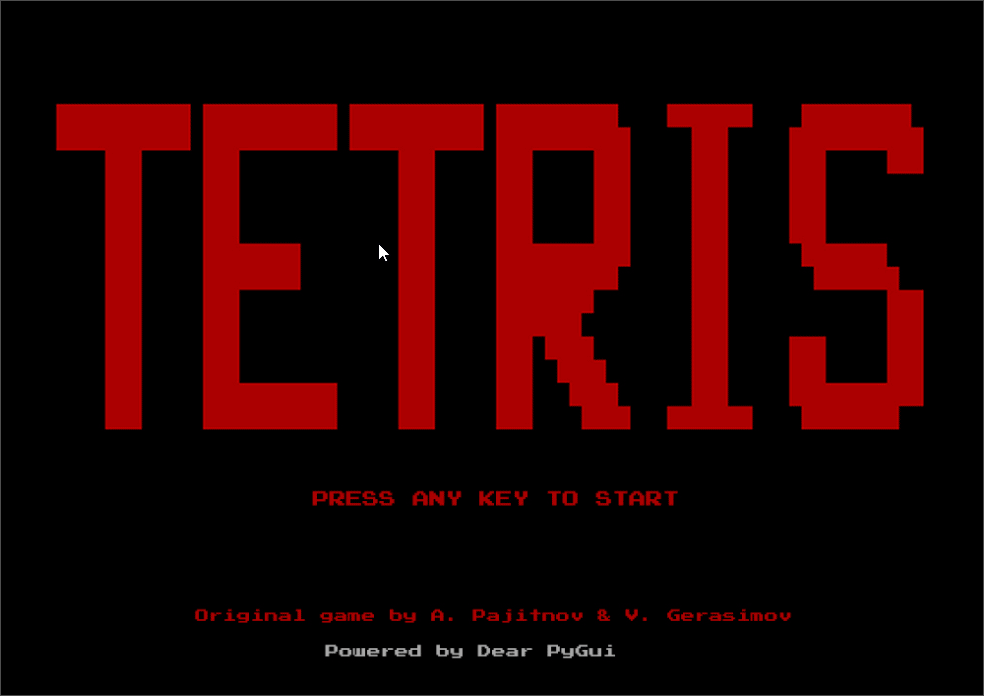 TETRIS
PRESS ANY KEY TO START
Original game by A. Pajitnov & V. Gerasimov
Powered by Dear PyGui